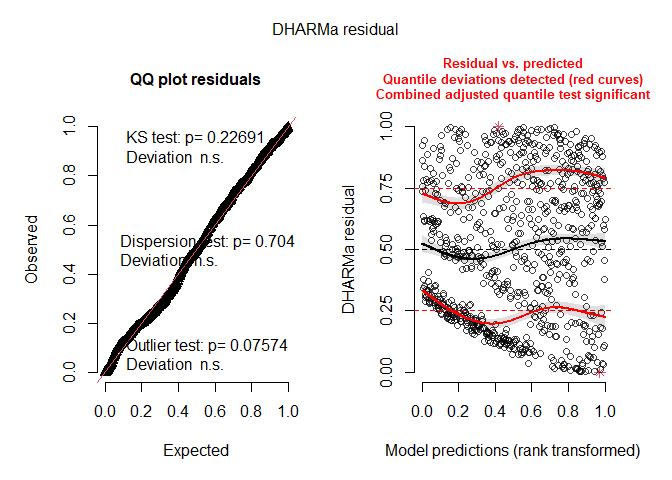 DHARMa residual
QQ plot residuals
KS test: p= 0.22691
Deviation n.s.
Dispersion test: p= 0.704
Deviation n.s.
Outlier test: p= 0.07574
Deviation n.s.
0.0 0.2 0.4 0.6 0.8 1.0
Observed
0.0 0.2 0.4 0.6 0.8 1.0
Expected
Residual vs. predicted
Quantile deviations detected (red curves)
Combined adjusted quantile test significant
0.00 0.25 0.50 0.75 1.00
DHARMa residual
0.0 0.2 0.4 0.6 0.8 1.0
Model predictions (rank transformed)